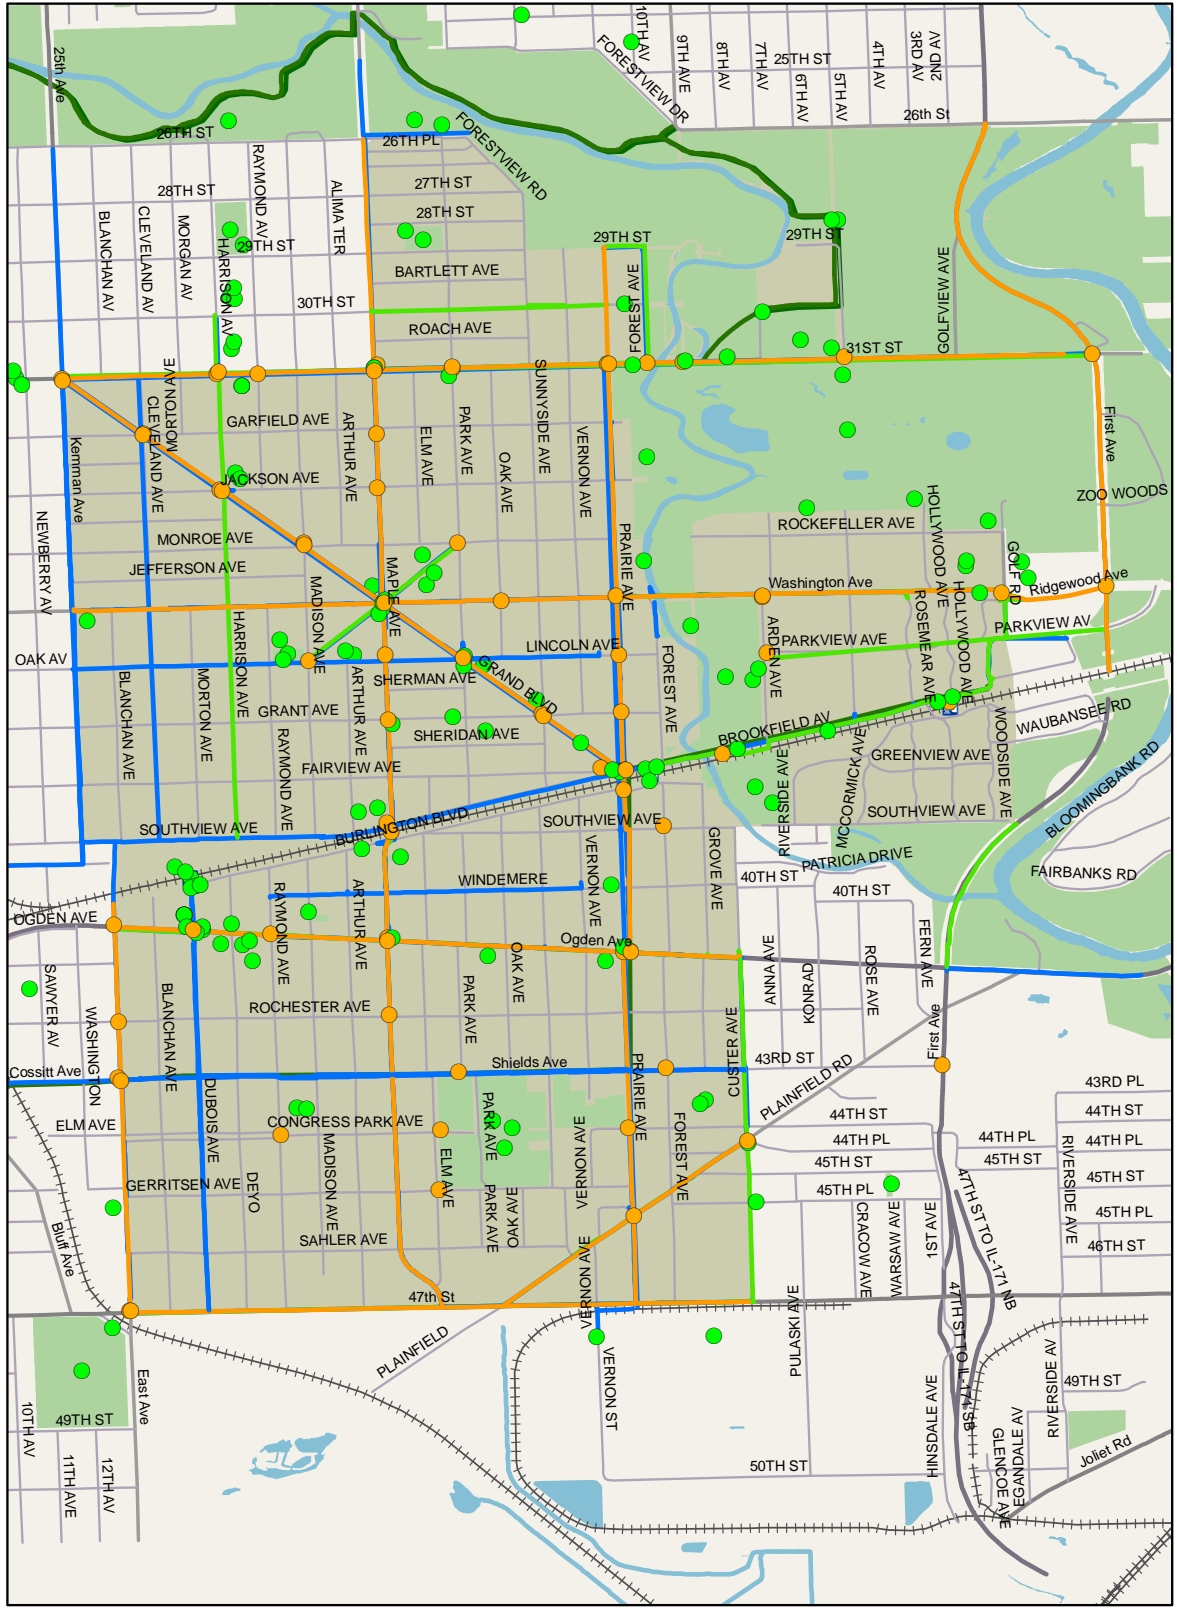 25th Ave
10TH AV
9TH AVE
8TH AV
7TH AV
25TH ST
6TH AV
5TH AV
4TH AV
3RD AV
2ND AV
FORESTVIEW DR
26th St
26TH ST
26TH PL
FORESTVIEW RD
RAYMOND AV
ALIMA TER
28TH ST
27TH ST
28TH ST
BLANCHAN AV
CLEVELAND AV
MORGAN AV
HARRISON AV
29TH ST
29TH ST
29TH ST
BARTLETT AVE
30TH ST
ROACH AVE
FOREST AVE
GOLFVIEW AVE
31ST ST
MORTON AVE
CLEVELAND AVE
GARFIELD AVE
ARTHUR AVE
ELM AVE
PARK AVE
OAK AVE
SUNNYSIDE AVE
VERNON AVE
First Ave
Kemman Ave
JACKSON AVE
ZOO WOODS
NEWBERRY AV
MONROE AVE
JEFFERSON AVE
ROCKEFELLER AVE
HOLLYWOOD AVE
GOLF RD
MADISON AVE
MAPLE AVE
PRAIRIE AVE
Washington Ave
Ridgewood Ave
HARRISON AVE
ROSEMEAR AVE
HOLLYWOOD AVE
ARDEN AVE
PARKVIEW AVE
PARKVIEW AV
OAK AV
LINCOLN AVE
GRAND BLVD
FOREST AVE
BLANCHAN AVE
MORTON AVE
SHERMAN AVE
ARTHUR AVE
GRANT AVE
RAYMOND AVE
SHERIDAN AVE
FAIRVIEW AVE
BROOKFIELD AV
WAUBANSEE RD
WOODSIDE AVE
GREENVIEW AVE
MCCORMICK AVE
RIVERSIDE AVE
BLOOMINGBANK RD
SOUTHVIEW AVE
BURLINGTON BLVD
SOUTHVIEW AVE
SOUTHVIEW AVE
GROVE AVE
VERNON AVE
PATRICIA DRIVE
FAIRBANKS RD
WINDEMERE
40TH ST
40TH ST
OGDEN AVE
RAYMOND AVE
ARTHUR AVE
Ogden Ave
OAK AVE
ANNA AVE
KONRAD
ROSE AVE
FERN AVE
SAWYER AV
WASHINGTON
BLANCHAN AVE
ROCHESTER AVE
PARK AVE
CUSTER AVE
First Ave
Cossitt Ave
Shields Ave
43RD ST
PLAINFIELD RD
43RD PL
DUBOIS AVE
PRAIRIE AVE
ELM AVE
CONGRESS PARK AVE
PARK AVE
44TH ST
44TH ST
44TH PL
44TH PL
44TH PL
45TH ST
45TH ST
45TH ST
MADISON AVE
ELM AVE
VERNON AVE
FOREST AVE
RIVERSIDE AVE
GERRITSEN AVE
DEYO
PARK AVE
OAK AVE
45TH PL
45TH PL
CRACOW AVE
WARSAW AVE
1ST AVE
47TH ST TO IL-171 NB
46TH ST
Bluff Ave
SAHLER AVE
VERNON AVE
47th St
47TH ST TO IL-171 SB
PULASKI AVE
PLAINFIELD
VERNON ST
East Ave
RIVERSIDE AV
49TH ST
49TH ST
10TH AV
11TH AVE
12TH AV
HINSDALE AVE
GLENCOE AVE
EGANDALE AV
Joliet Rd
50TH ST